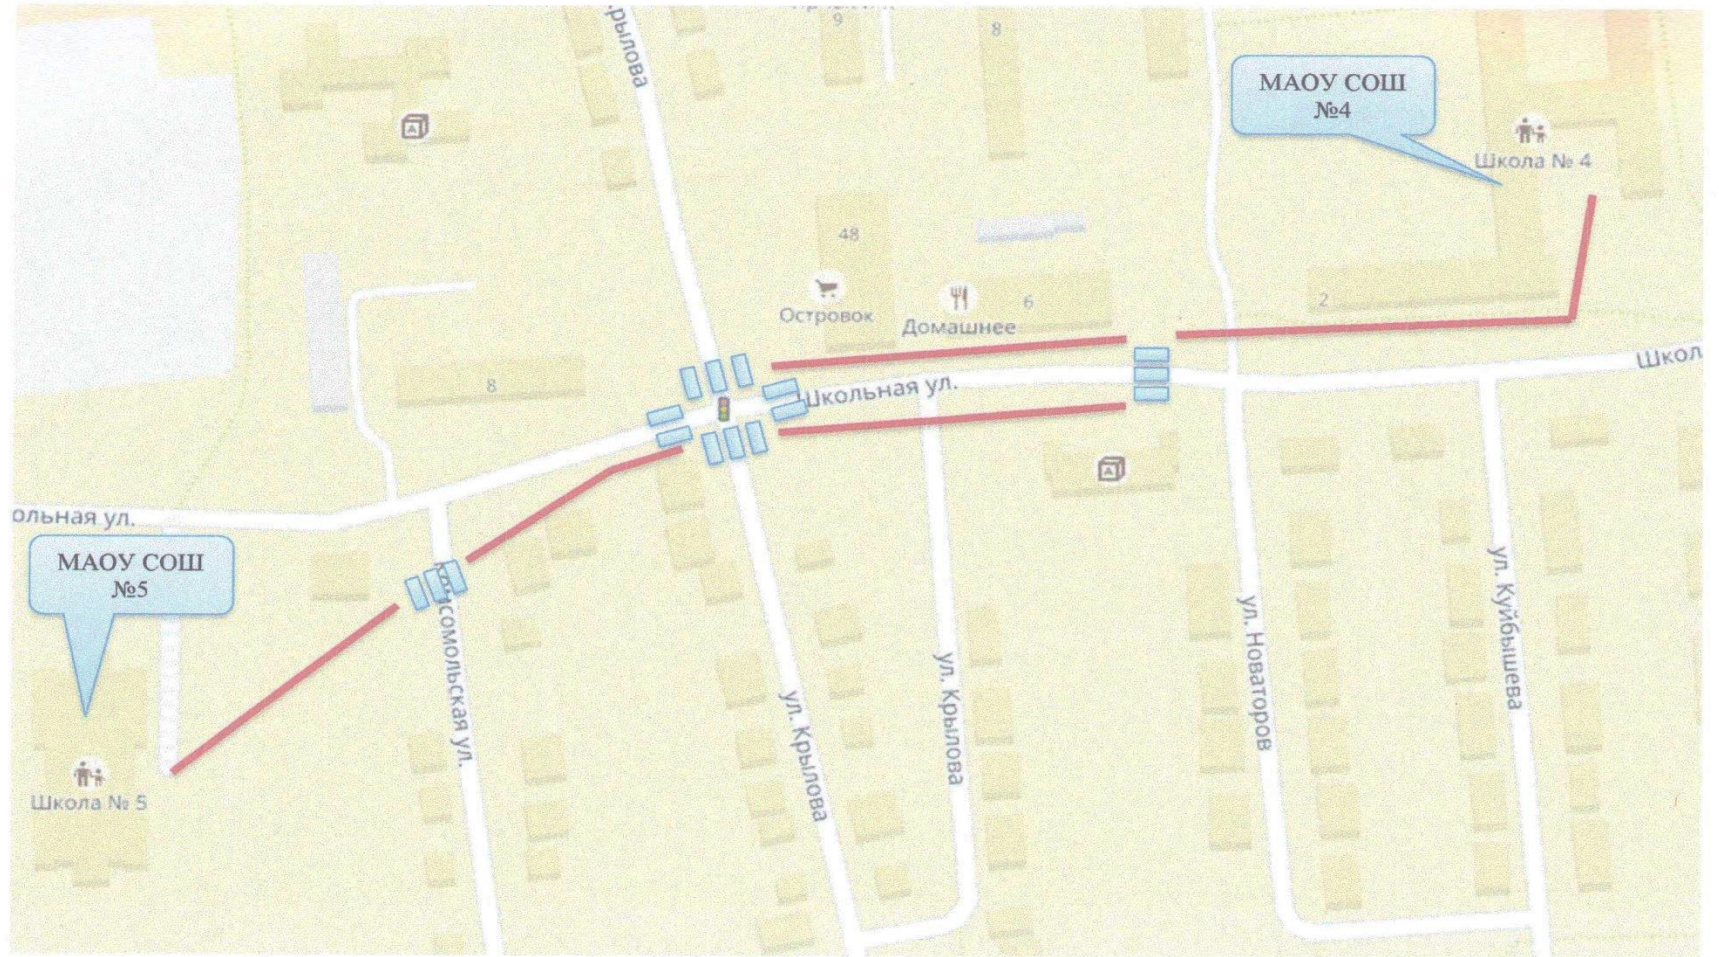 9
8
Крылова
МАОУ СОШ
№4
Школа № 4
48
Островок
Домашнее
6
2
Школ
8
Школьная ул.
ольная ул.
МАОУ СОШ
№5
Школа № 5
сомольская ул.
ул. Крылова
ул. Крылова
ул. Новаторов
ул. Куйбышева